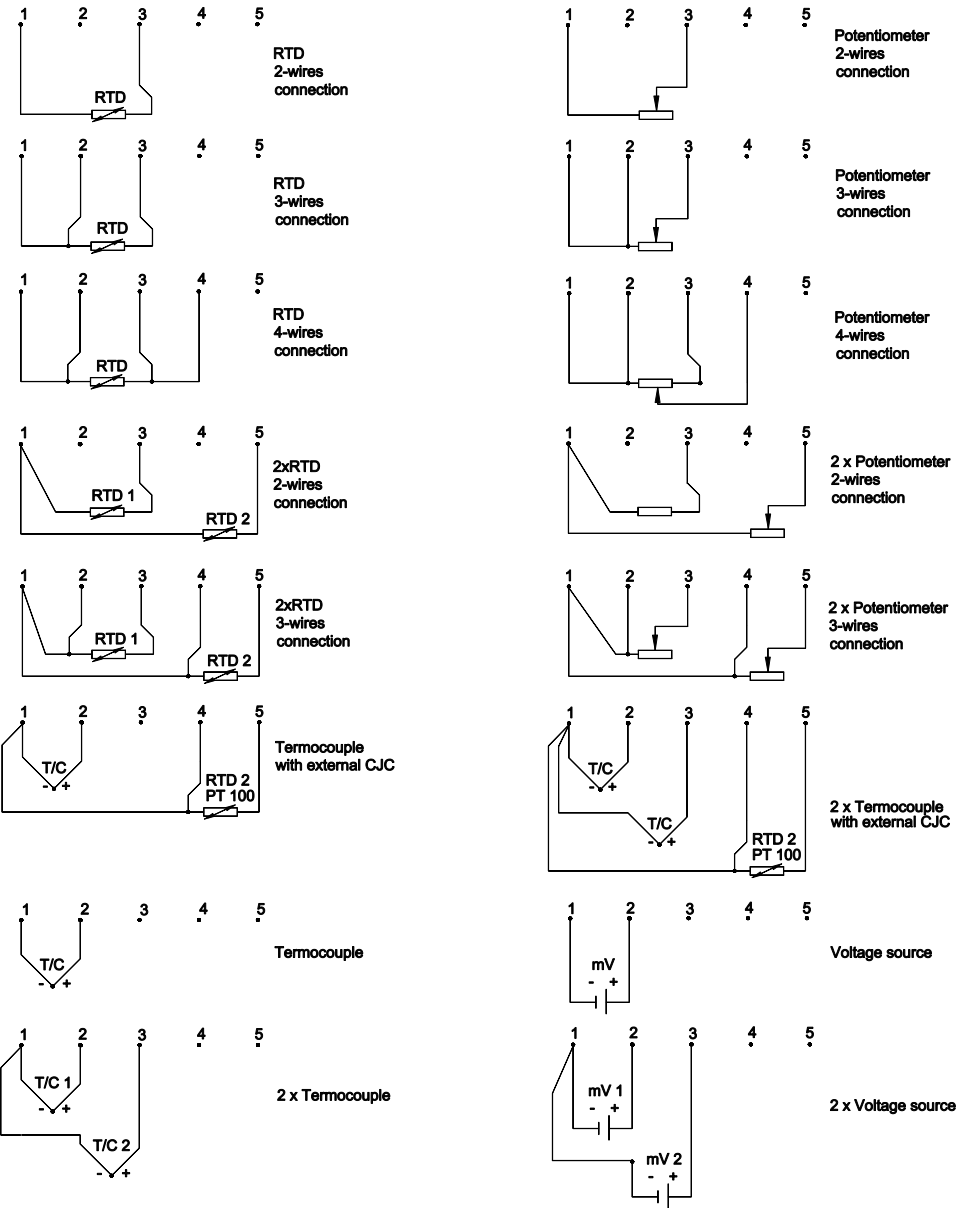 1 2 3 4 5
RTD
2-wires
connection
RTD
1 2 3 4 5
Potentiometer
2-wires
connection
1 2 3 4 5
RTD
3-wires
connection
RTD
1 2 3 4 5
Potentiometer
3-wires
connection
1 2 3 4 5
RTD
4-wires
connection
RTD
1 2 3 4 5
Potentiometer
4-wires
connection
1 2 3 4 5
2xRTD
2-wires
connection
RTD 1
RTD 2
1 2 3 4 5
2 x Potentiometer
2-wires
connection
1 2 3 4 5
2xRTD
3-wires
connection
RTD 1
RTD 2
1 2 3 4 5
2 x Potentiometer
3-wires
connection
1 2 3 4 5
Termocouple
with external CJC
T/C
- +
RTD 2
PT 100
1 2 3 4 5
T/C
- +
T/C
- +
2 x Termocouple
with external CJC
RTD 2
PT 100
1 2 3 4 5
T/C
- +
Termocouple
1 2 3 4 5
mV
- +
Voltage source
1 2 3 4 5
T/C 1
- +
2 x Termocouple
T/C 2
- +
1 2 3 4 5
mV 1
- +
2 x Voltage source
mV 2
- +